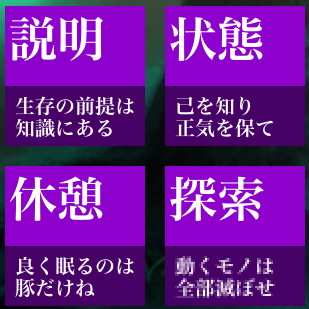 説明
生存の前提は
知識にある
状態
己を知り
正気を保て
休憩
良く眠るのは
豚だけね
探索
動くモノは
全部滅ぼせ